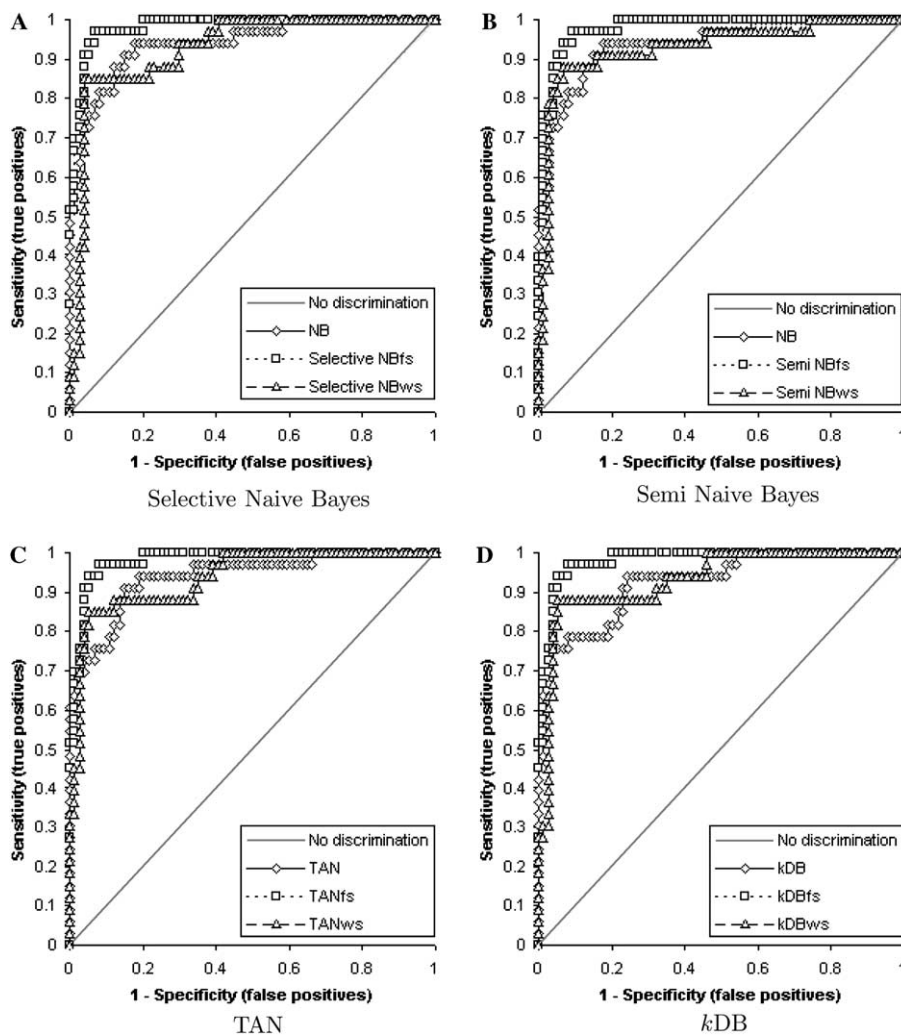 A
Sensitivity (true positives)
1
0.9
0.8
0.7
0.6
0.5
0.4
0.3
0.2
0.1
0
0 0.2 0.4 0.6 0.8 1
No discrimination
NB
Selective NBfs
Selective NBws
1 - Specificity (false positives)
Selective Naive Bayes
B
Sensitivity (true positives)
1
0.9
0.8
0.7
0.6
0.5
0.4
0.3
0.2
0.1
0
0 0.2 0.4 0.6 0.8 1
No discrimination
NB
Semi NBfs
Semi NBws
1 - Specificity (false positives)
Semi Naive Bayes
C
Sensitivity (true positives)
1
0.9
0.8
0.7
0.6
0.5
0.4
0.3
0.2
0.1
0
0 0.2 0.4 0.6 0.8 1
No discrimination
TAN
TANfs
TANws
1 - Specificity (false positives)
TAN
D
Sensitivity (true positives)
1
0.9
0.8
0.7
0.6
0.5
0.4
0.3
0.2
0.1
0
0 0.2 0.4 0.6 0.8 1
No discrimination
kDB
kDBfs
kDBws
1 - Specificity (false positives)
kDB